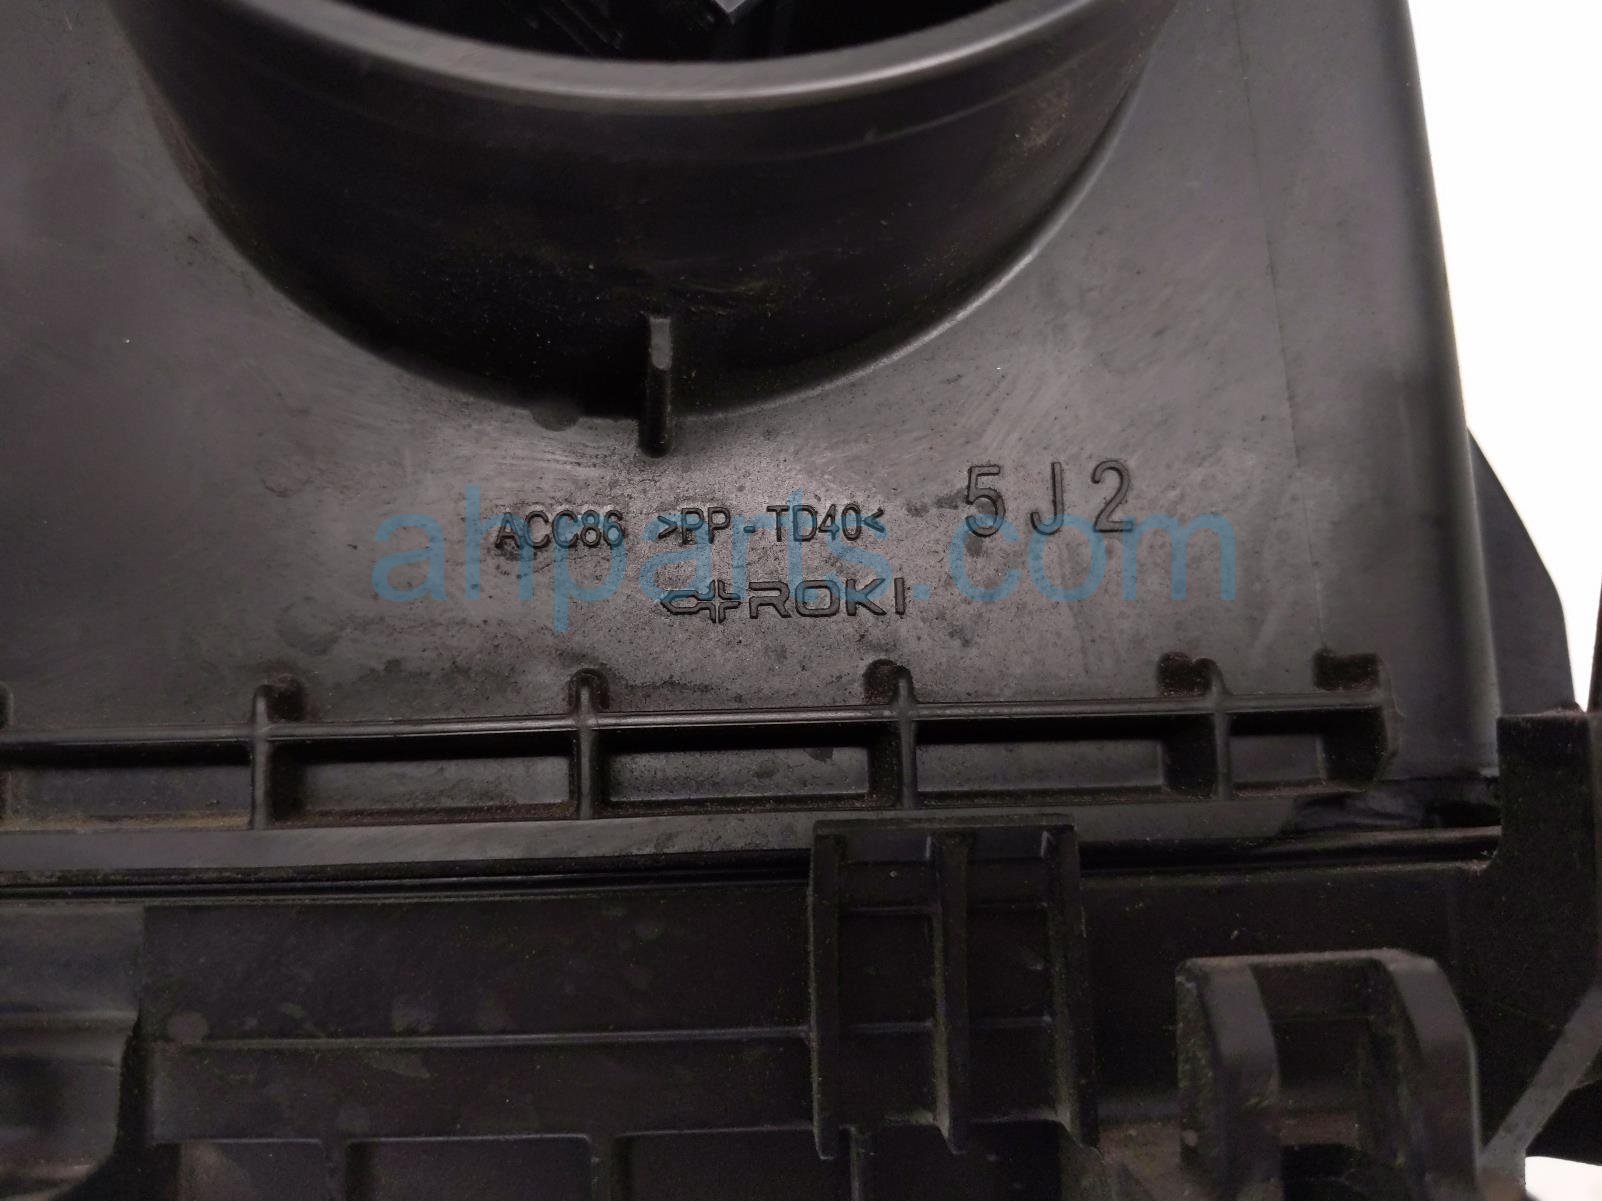 5J2
ACC86 >PP-TD40<
ROKI
ahparts.com